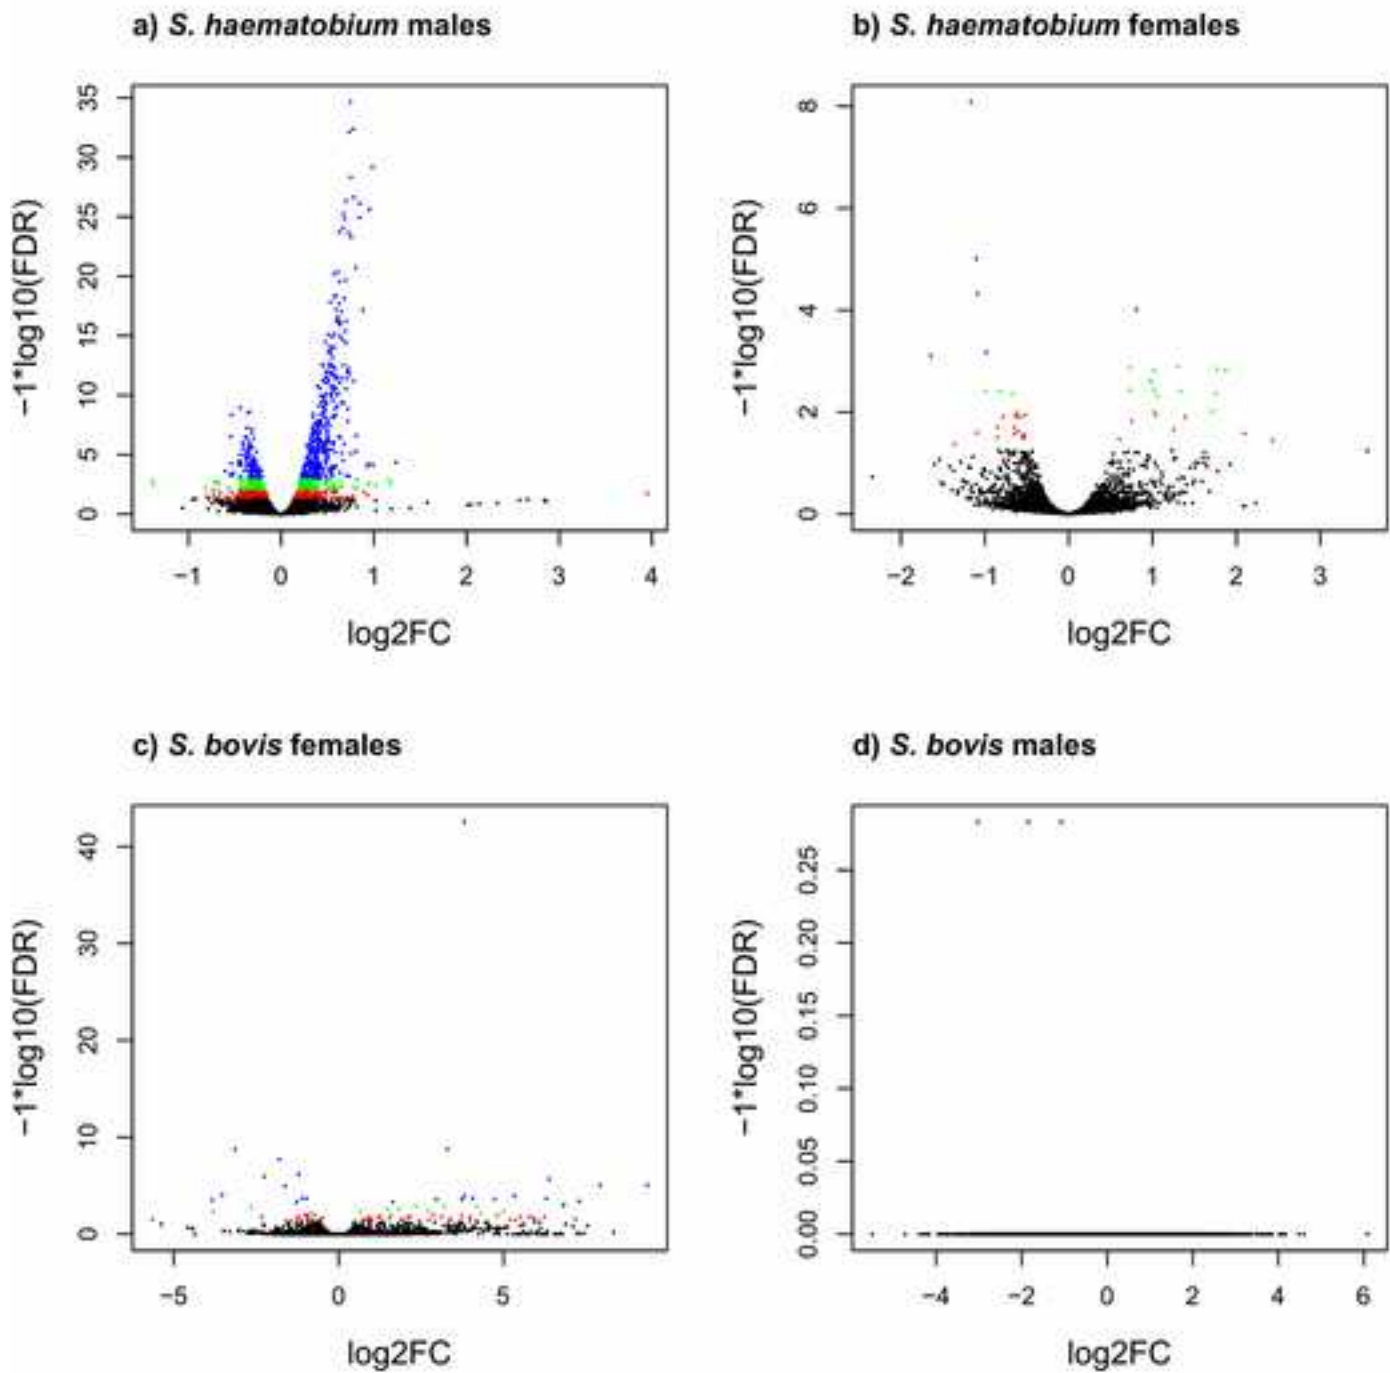 a) S. haematobium males
b) S. haematobium females
−1*log10(FDR)
35
30
25
20
15
10
5
0
−1 0 1 2 3 4
log2FC
−1*log10(FDR)
8
6
4
2
0
−2 −1 0 1 2 3
log2FC
c) S. bovis females
d) S. bovis males
−1*log10(FDR)
40
30
20
10
0
−5 0 5
log2FC
−1*log10(FDR)
0.25
0.20
0.15
0.10
0.05
0.00
−4 −2 0 2 4 6
log2FC